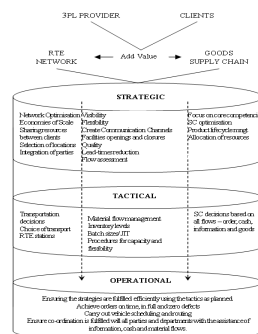 3PL PROVIDER CLIENTS
RTE NETWORK Add Value GOODS SUPPLY CHAIN
STRATEGIC
Network Optimisation
Economies of Scale
Sharing resources
between clients
Selection of locations
Integration of parties
Visibility
Flexibility
Create Communication Channels
Facilities openings and closures
Quality
Lead-times reduction
Flow assessment
Focus on core competencies
SC optimisation
Product lifecycle mngt
Allocation of resources
TACTICAL
Transportation
decisions
Choice of transport
RTE stations
Material flow management
Inventory levels
Batch sizes/JIT
Procedures for capacity and
flexibility
SC decisions based on
all flows – order, cash,
information and goods
OPERATIONAL
Ensuring the strategies are fulfilled efficiently using the tactics as planned.
Achieve orders on time, in full and zero defects
Carry out vehicle scheduling and routing
Ensure co-ordination is fulfilled will all parties and departments with the assistance of
information, cash and material flows.